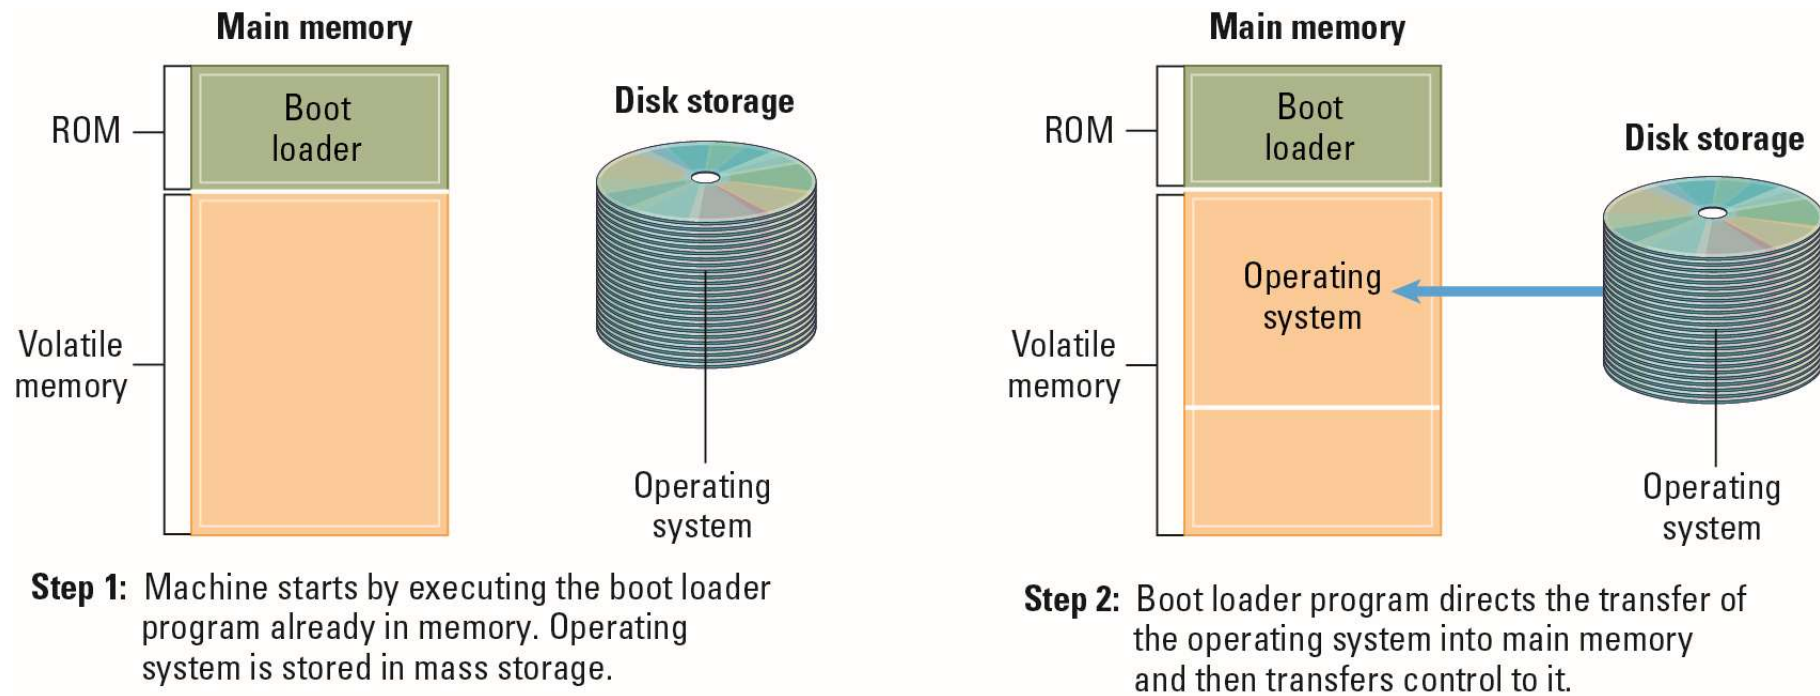 Main memory
ROM
Boot
loader
Disk storage
Volatile
memory
Operating
system
Step 1: Machine starts by executing the boot loader
program already in memory. Operating
system is stored in mass storage.
Main memory
ROM
Boot
loader
Disk storage
Operating
system
Volatile
memory
Operating
system
Step 2: Boot loader program directs the transfer of
the operating system into main memory
and then transfers control to it.